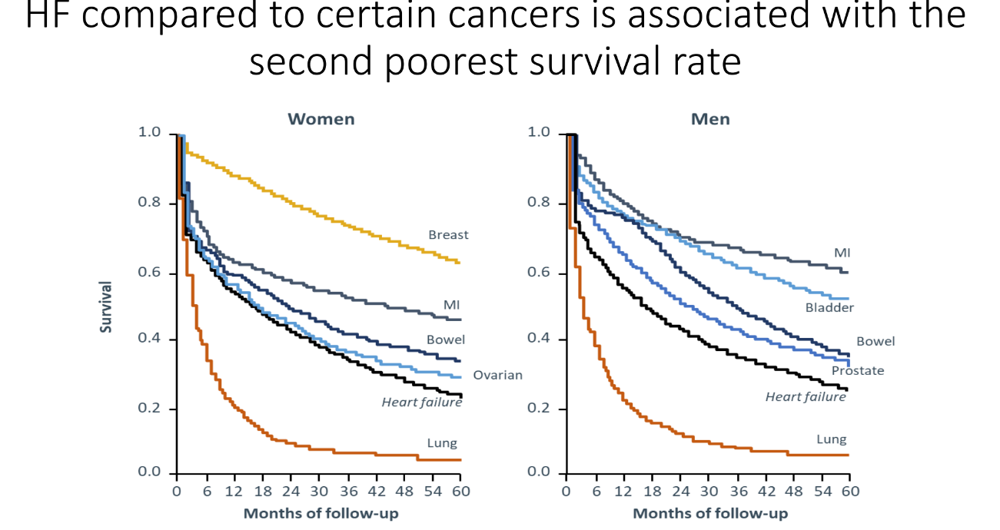 HF compared to certain cancers is associated with the
second poorest survival rate
Women
Survival
1.0
0.8
0.6
0.4
0.2
0.0
Breast
MI
Bowel
Ovarian
Heart failure
Lung
0 6 12 18 24 30 36 42 48 54 60
Months of follow-up
Men
1.0
0.8
0.6
0.4
0.2
0.0
MI
Bladder
Bowel
Prostate
Heart failure
Lung
0 6 12 18 24 30 36 42 48 54 60
Months of follow-up